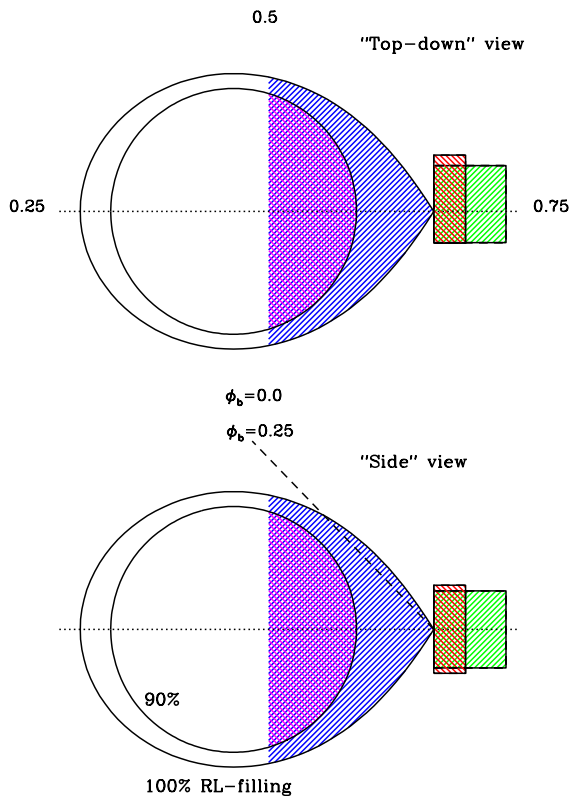 0.5
"Top-down" view
0.25
0.75
ϕb=0.0
ϕb=0.25
"Side" view
90%
100% RL-filling